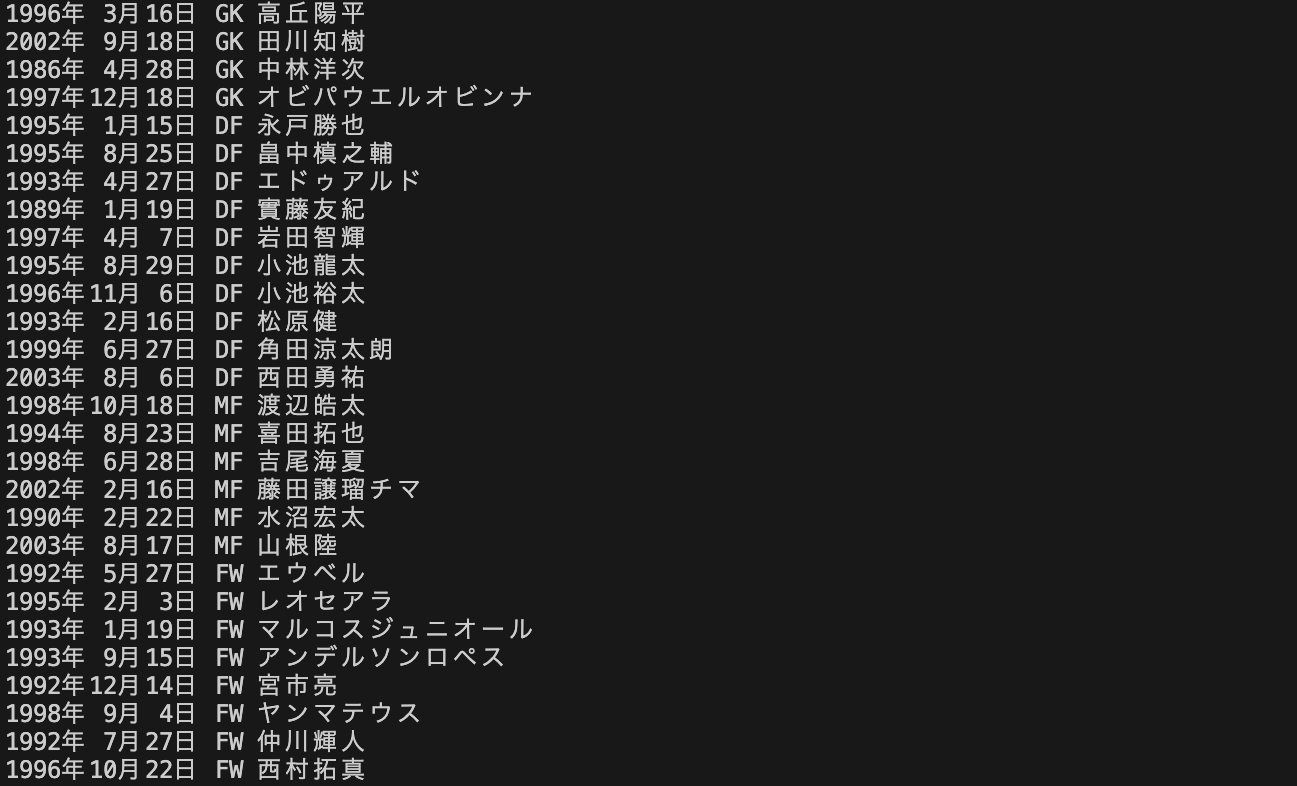 1996年 3月16日 GK 高丘陽平
2002年 9月18日 GK 田川知樹
1986年 4月28日 GK 中林洋次
1997年12月18日 GK オビパウエルオビンナ
1995年 1月15日 DF 永戸勝也
1995年 8月25日 DF 畠中槙之輔
1993年 4月27日 DF エドゥアルド
1989年 1月19日 DF 實藤友紀
1997年 4月 7日 DF 岩田智輝
1995年 8月29日 DF 小池龍太
1996年11月 6日 DF 小池裕太
1993年 2月16日 DF 松原健
1999年 6月27日 DF 角田涼太朗
2003年 8月 6日 DF 西田勇祐
1998年10月18日 MF 渡辺皓太
1994年 8月23日 MF 喜田拓也
1998年 6月28日 MF 吉尾海夏
2002年 2月16日 MF 藤田譲瑠チマ
1990年 2月22日 MF 水沼宏太
2003年 8月17日 MF 山根陸
1992年 5月27日 FW エウベル
1995年 2月 3日 FW レオセアラ
1993年 1月19日 FW マルコスジュニオール
1993年 9月15日 FW アンデルソンロペス
1992年12月14日 FW 宮市亮
1998年 9月 4日 FW ヤンマテウス
1992年 7月27日 FW 仲川輝人
1996年10月22日 FW 西村拓真